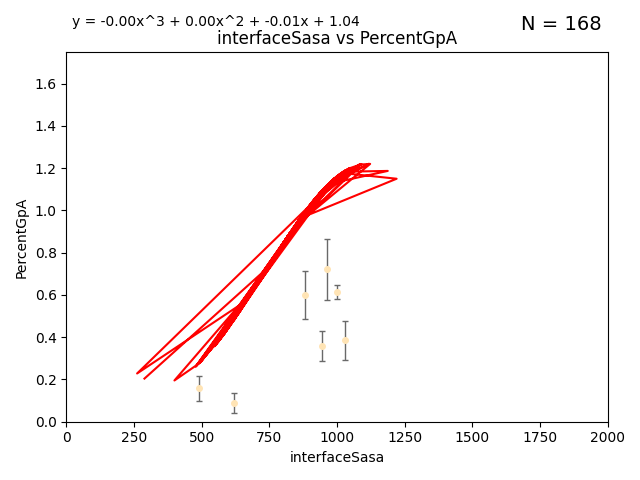 y = -0.00x^3 + 0.00x^2 + -0.01x + 1.04
N = 168
interfaceSasa vs PercentGpA
PercentGpA
1.6
1.4
1.2
1.0
0.8
0.6
0.4
0.2
0.0
0 250 500 750 1000 1250 1500 1750 2000
interfaceSasa